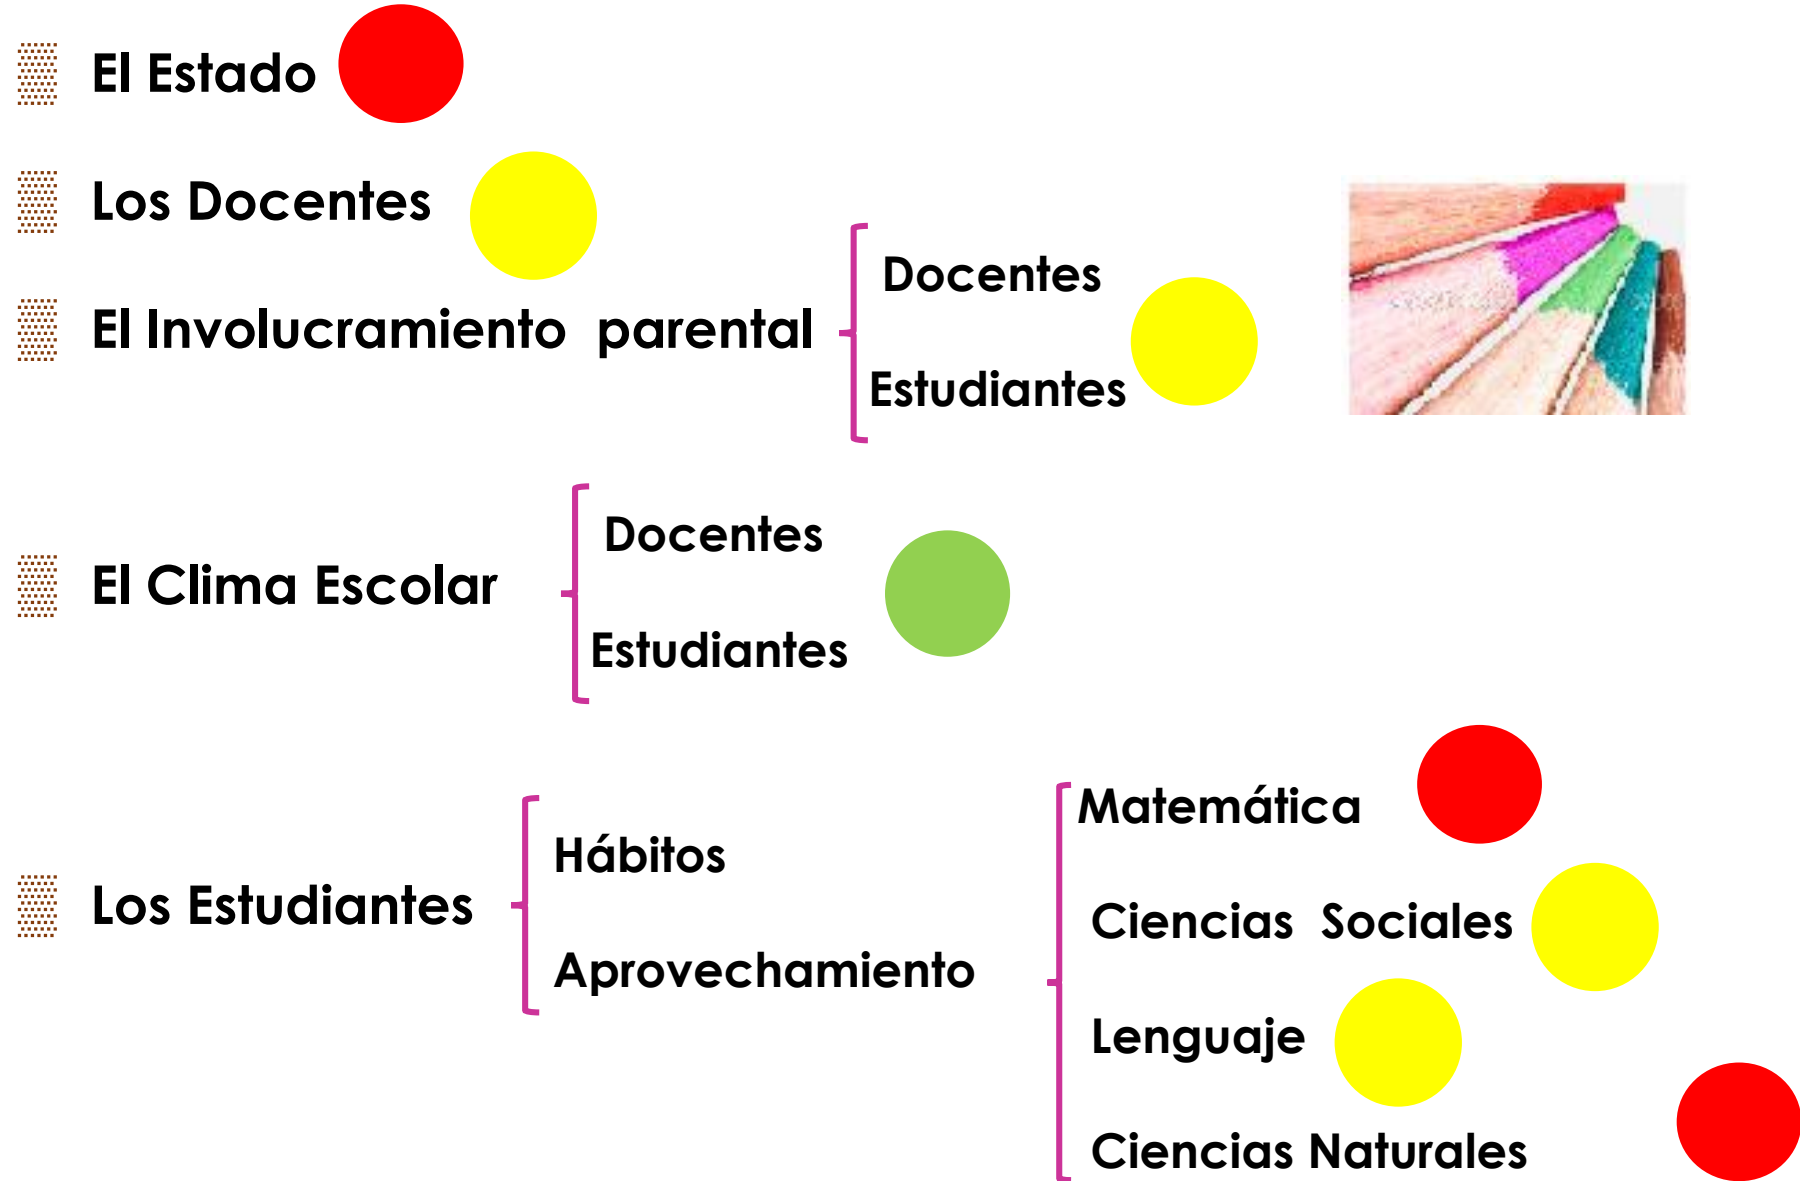 El Estado
Los Docentes
El Involucramiento parental
Docentes
Estudiantes
El Clima Escolar
Docentes
Estudiantes
Los Estudiantes
Hábitos
Aprovechamiento
Matemática
Ciencias Sociales
Lenguaje
Ciencias Naturales